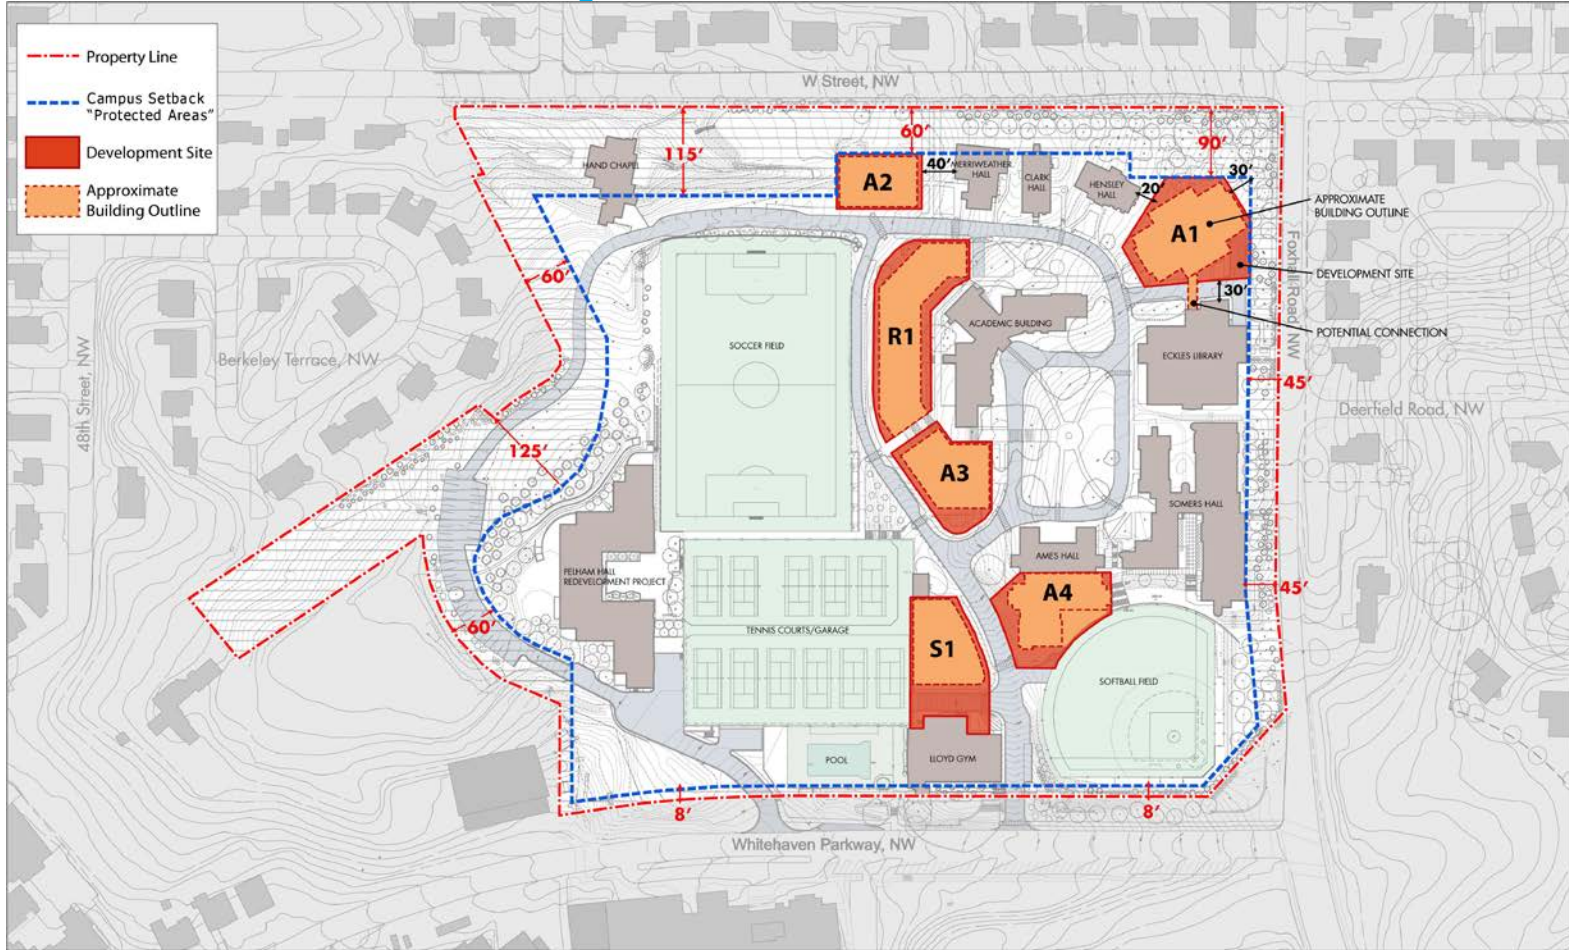 Property Line
Campus Setback
"Protected Areas"
Development Site
Approximate
Building Outline
W Street, NW
HAND CHAPEL
115'
60'
90'
A2
40'
MERRIWEATHER
HALL
CLARK
HALL
HENSLEY
HALL
20'
30'
A1
APPROXIMATE
BUILDING OUTLINE
DEVELOPMENT SITE
30'
POTENTIAL CONNECTION
Foxhall Road, NW
60'
R1
ACADEMIC BUILDING
SOCCER FIELD
ECKLES LIBRARY
Berkeley Terrace, NW
48th Street, NW
45'
Deerfield Road, NW
125'
A3
SOMERS HALL
AMES HALL
PELHAM HALL
REDEVELOPMENT PROJECT
A4
45'
60'
TENNIS COURTS/GARAGE
S1
SOFTBALL FIELD
POOL
LLOYD GYM
8'
8'
Whitehaven Parkway, NW